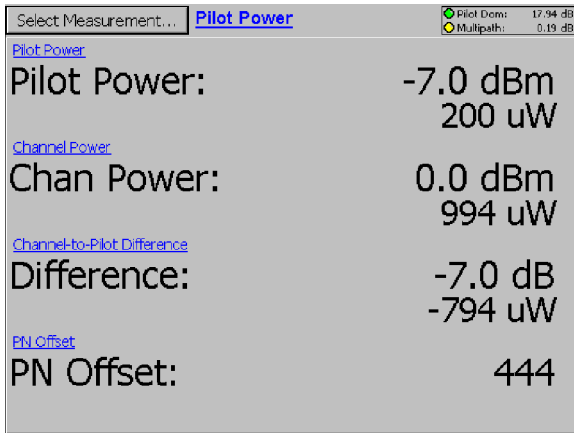 Select Measurement... Pilot Power Pilot Dom: 17.94 dB
Multipath: 0.19 dB
Pilot Power
Pilot Power: -7.0 dBm
200 uW
Channel Power
Chan Power: 0.0 dBm
994 uW
Channel-to-Pilot Difference
Difference: -7.0 dB
-794 uW
PN Offset
PN Offset: 444